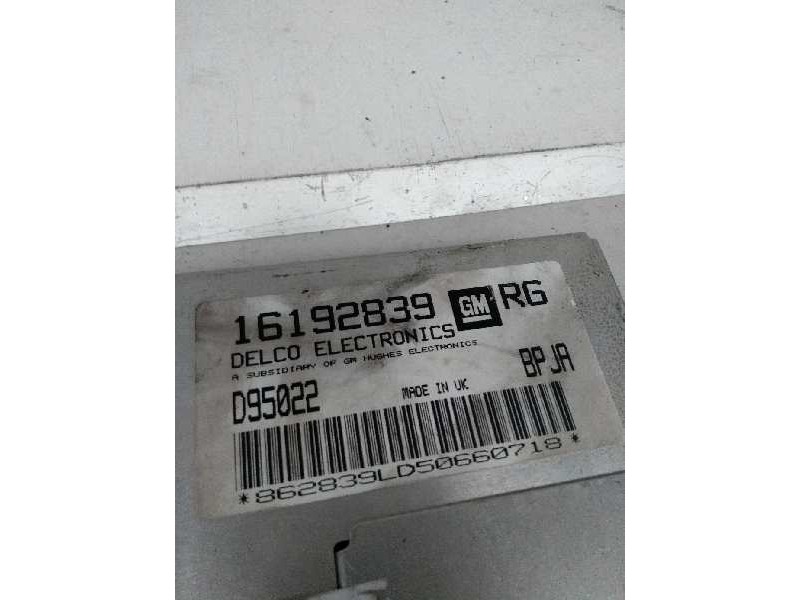 16192839 GM RG
DELCO ELECTRONICS
A SUBSIDIARY OF GM HUGHES ELECTRONICS
D95022 MADE IN UK BPJA
*862839LD50660718*